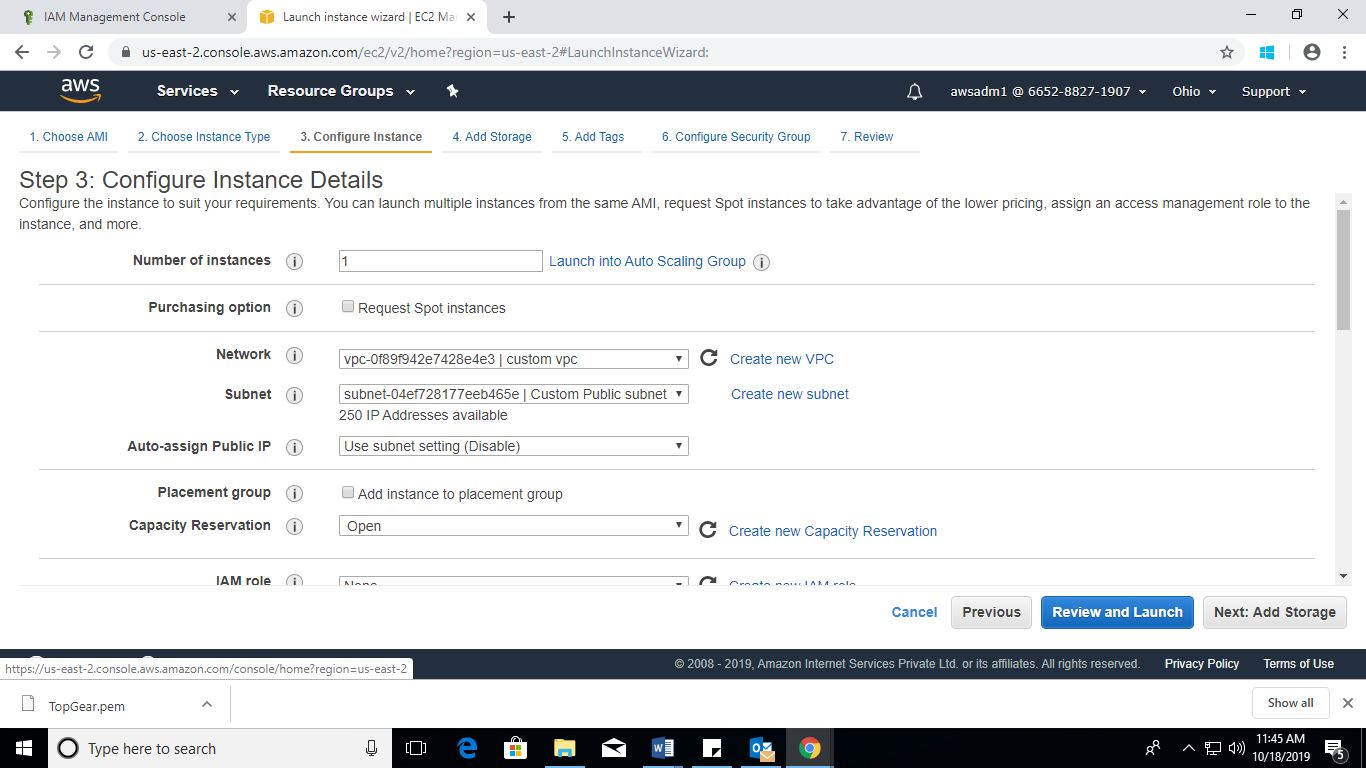 IAM Management Console
Launch instance wizard | EC2 Ma
us-east-2.console.aws.amazon.com/ec2/v2/home?region=us-east-2#LaunchInstanceWizard:
aws Services Resource Groups awsadm1 @ 6652-8827-1907 Ohio Support
1. Choose AMI 2. Choose Instance Type 3. Configure Instance 4. Add Storage 5. Add Tags 6. Configure Security Group 7. Review
Step 3: Configure Instance Details
Configure the instance to suit your requirements. You can launch multiple instances from the same AMI, request Spot instances to take advantage of the lower pricing, assign an access management role to the
instance, and more.
Number of instances i 1 Launch into Auto Scaling Group i
Purchasing option i Request Spot instances
Network i vpc-0f89f942e7428e4e3 | custom vpc Create new VPC
Subnet i subnet-04ef728177eeb465e | Custom Public subnet Create new subnet
250 IP Addresses available
Auto-assign Public IP i Use subnet setting (Disable)
Placement group i Add instance to placement group
Capacity Reservation i Open Create new Capacity Reservation
IAM role i None Create new IAM role
Cancel Previous Review and Launch Next: Add Storage
https://us-east-2.console.aws.amazon.com/console/home?region=us-east-2
© 2008 - 2019, Amazon Internet Services Private Ltd. or its affiliates. All rights reserved. Privacy Policy Terms of Use
TopGear.pem Show all
Type here to search
11:45 AM
10/18/2019
5